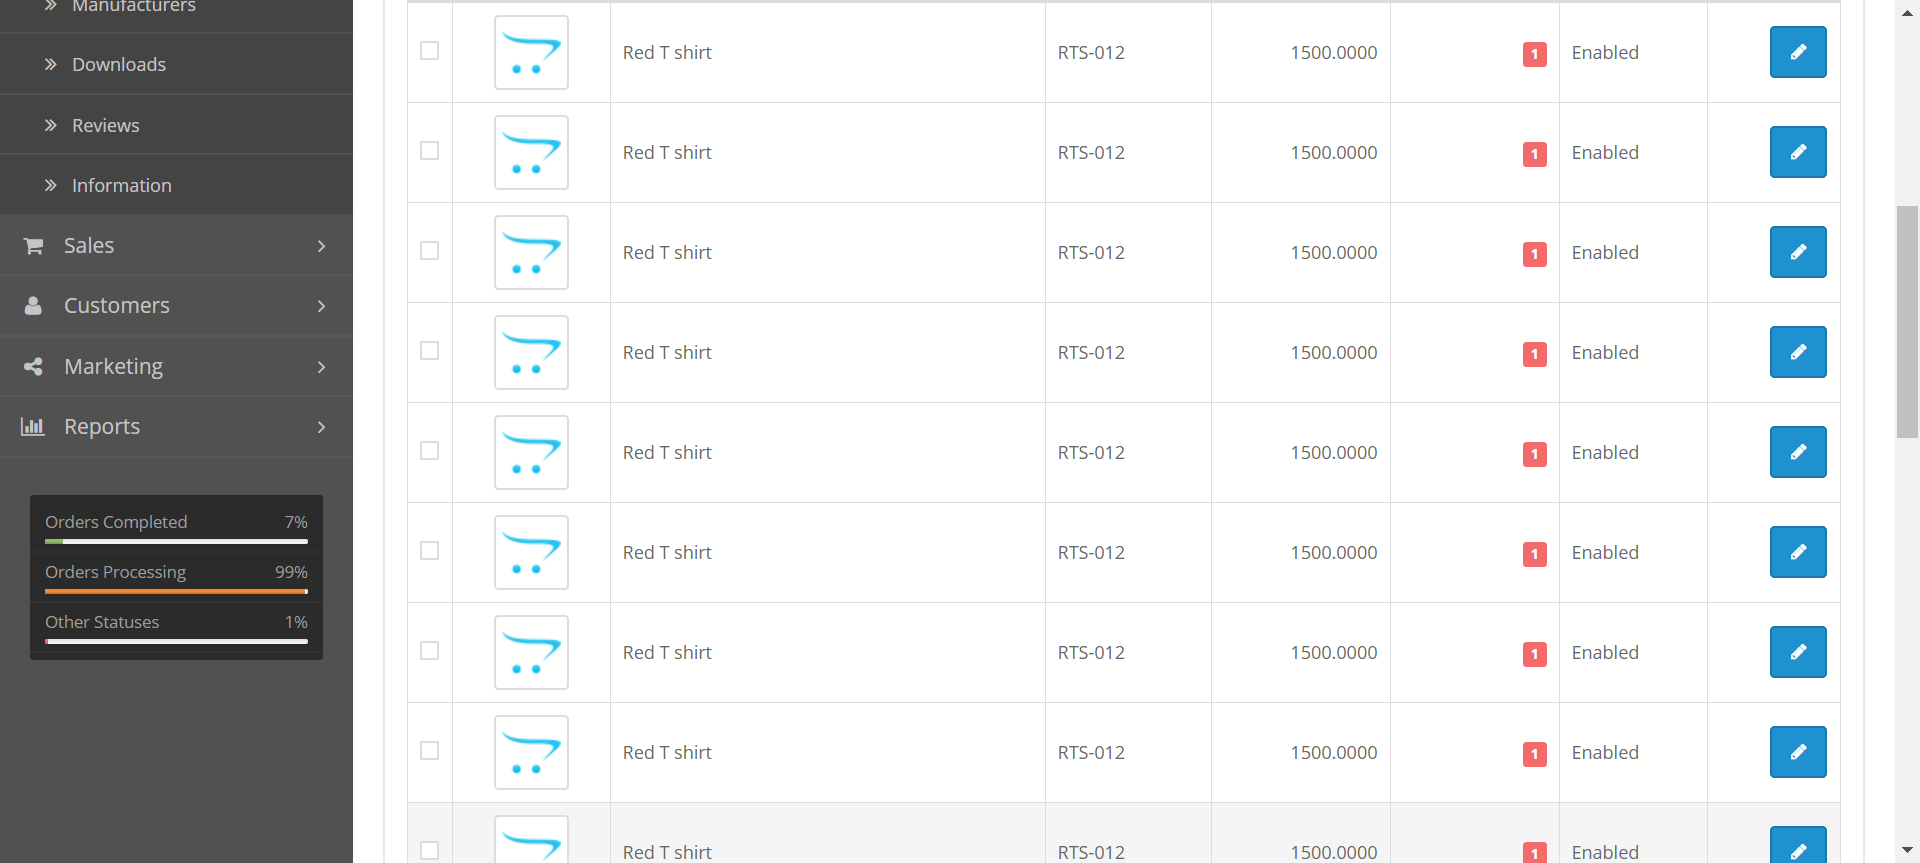 Manufacturers
Downloads
Reviews
Information
Sales
Customers
Marketing
Reports
Orders Completed 7%
Orders Processing 99%
Other Statuses 1%
Red T shirt RTS-012 1500.0000 1 Enabled
Red T shirt RTS-012 1500.0000 1 Enabled
Red T shirt RTS-012 1500.0000 1 Enabled
Red T shirt RTS-012 1500.0000 1 Enabled
Red T shirt RTS-012 1500.0000 1 Enabled
Red T shirt RTS-012 1500.0000 1 Enabled
Red T shirt RTS-012 1500.0000 1 Enabled
Red T shirt RTS-012 1500.0000 1 Enabled
Red T shirt RTS-012 1500.0000 1 Enabled